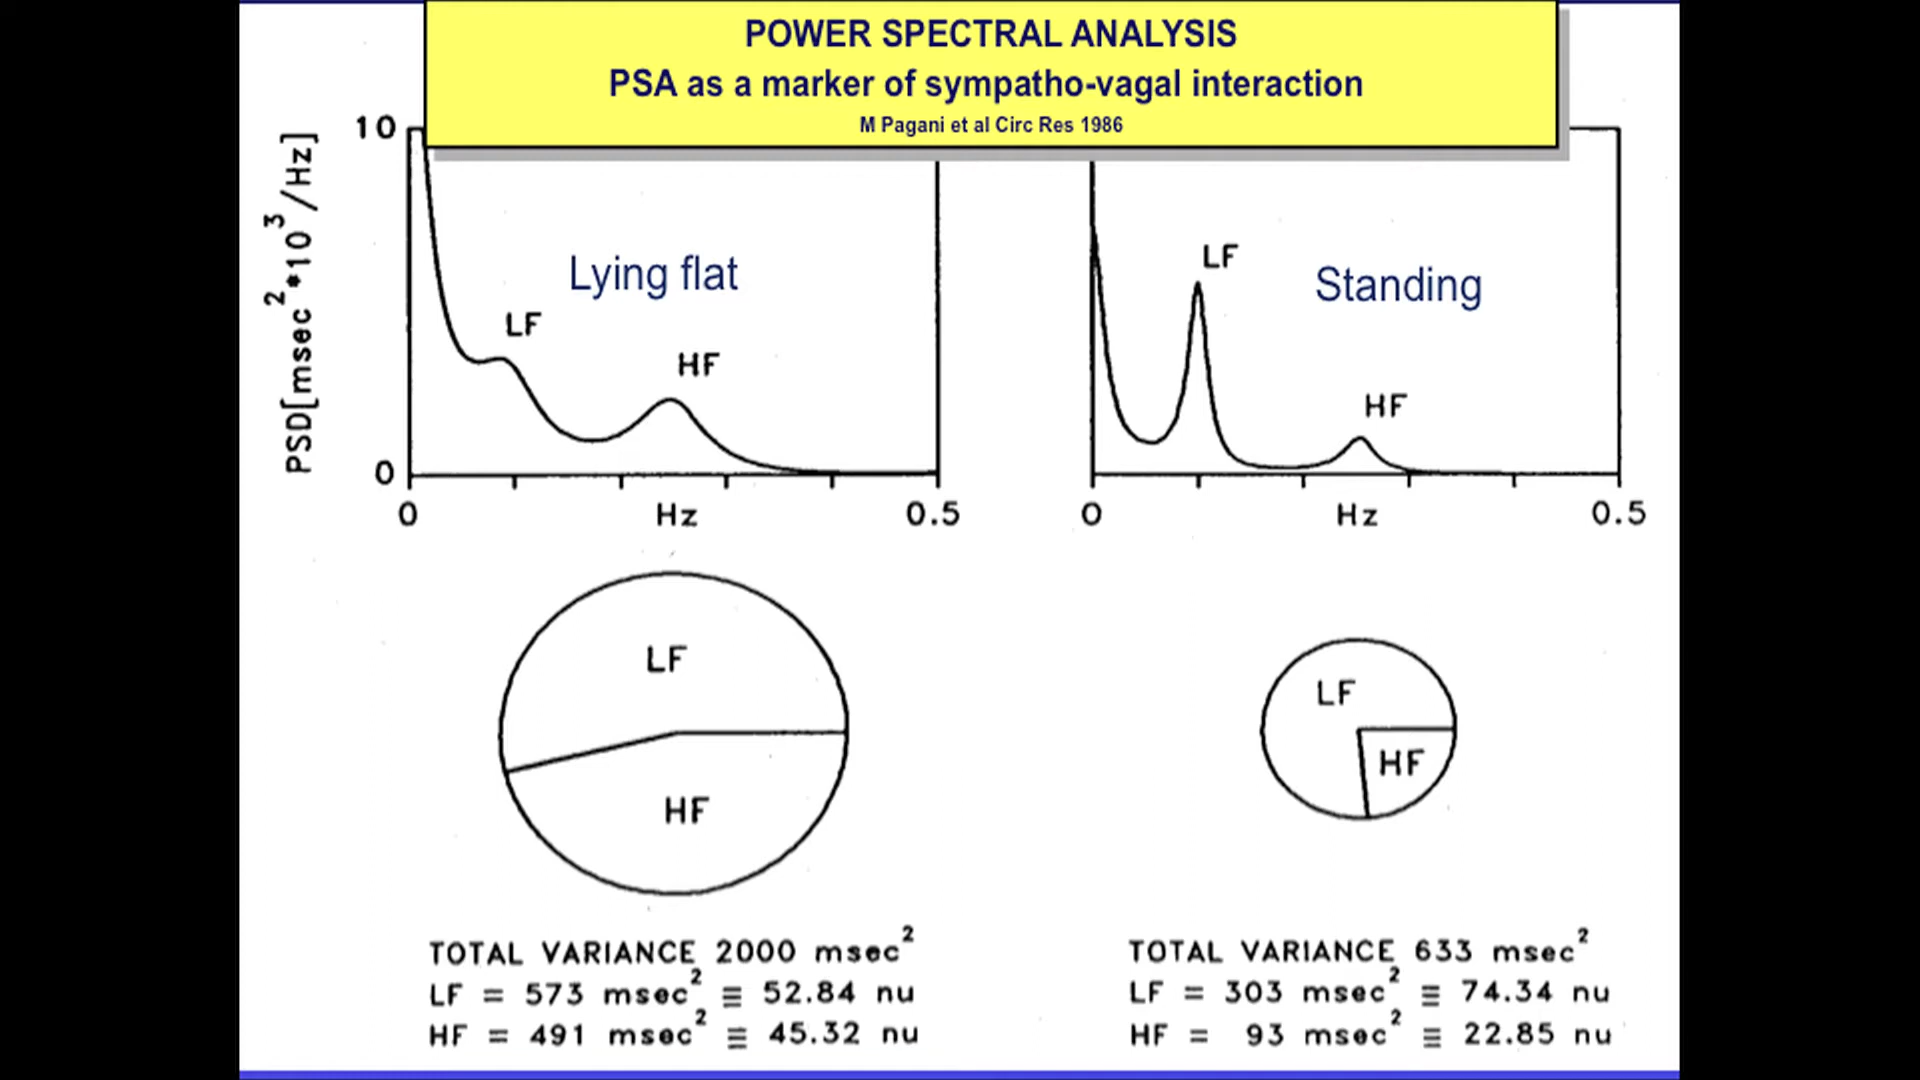 POWER SPECTRAL ANALYSIS
PSA as a marker of sympatho-vagal interaction
M Pagani et al Circ Res 1986
PSD[msec²*10³/Hz]
10
0
Lying flat
LF
HF
0
Hz
0.5
Standing
LF
HF
0
Hz
0.5
LF
HF
LF
HF
TOTAL VARIANCE 2000 msec²
LF = 573 msec² ≡ 52.84 nu
HF = 491 msec² ≡ 45.32 nu
TOTAL VARIANCE 633 msec²
LF = 303 msec² ≡ 74.34 nu
HF = 93 msec² ≡ 22.85 nu